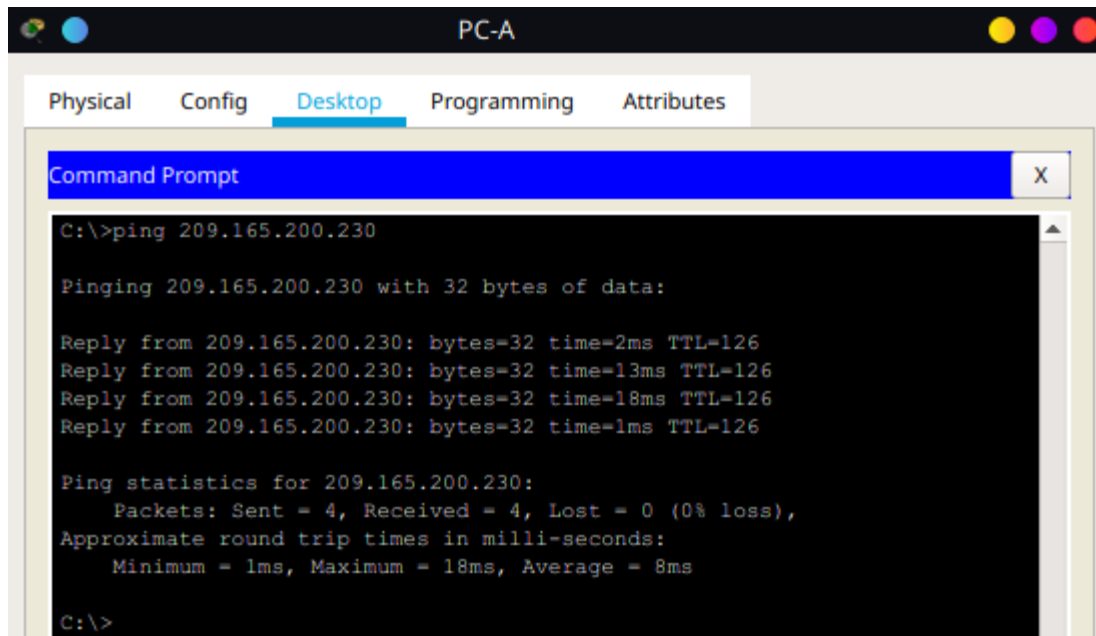 PC-A
Physical Config Desktop Programming Attributes
Command Prompt X
C:\>ping 209.165.200.230
Pinging 209.165.200.230 with 32 bytes of data:
Reply from 209.165.200.230: bytes=32 time=2ms TTL=126
Reply from 209.165.200.230: bytes=32 time=13ms TTL=126
Reply from 209.165.200.230: bytes=32 time=18ms TTL=126
Reply from 209.165.200.230: bytes=32 time=1ms TTL=126
Ping statistics for 209.165.200.230:
Packets: Sent = 4, Received = 4, Lost = 0 (0% loss),
Approximate round trip times in milli-seconds:
Minimum = 1ms, Maximum = 18ms, Average = 8ms
C:\>